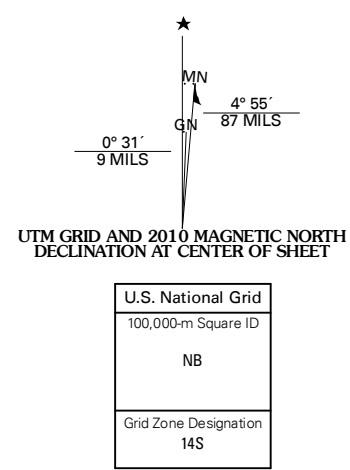 MN
GN
4° 55´
87 MILS
0° 31´
9 MILS
UTM GRID AND 2010 MAGNETIC NORTH
DECLINATION AT CENTER OF SHEET
U.S. National Grid
100,000-m Square ID
NB
Grid Zone Designation
14S